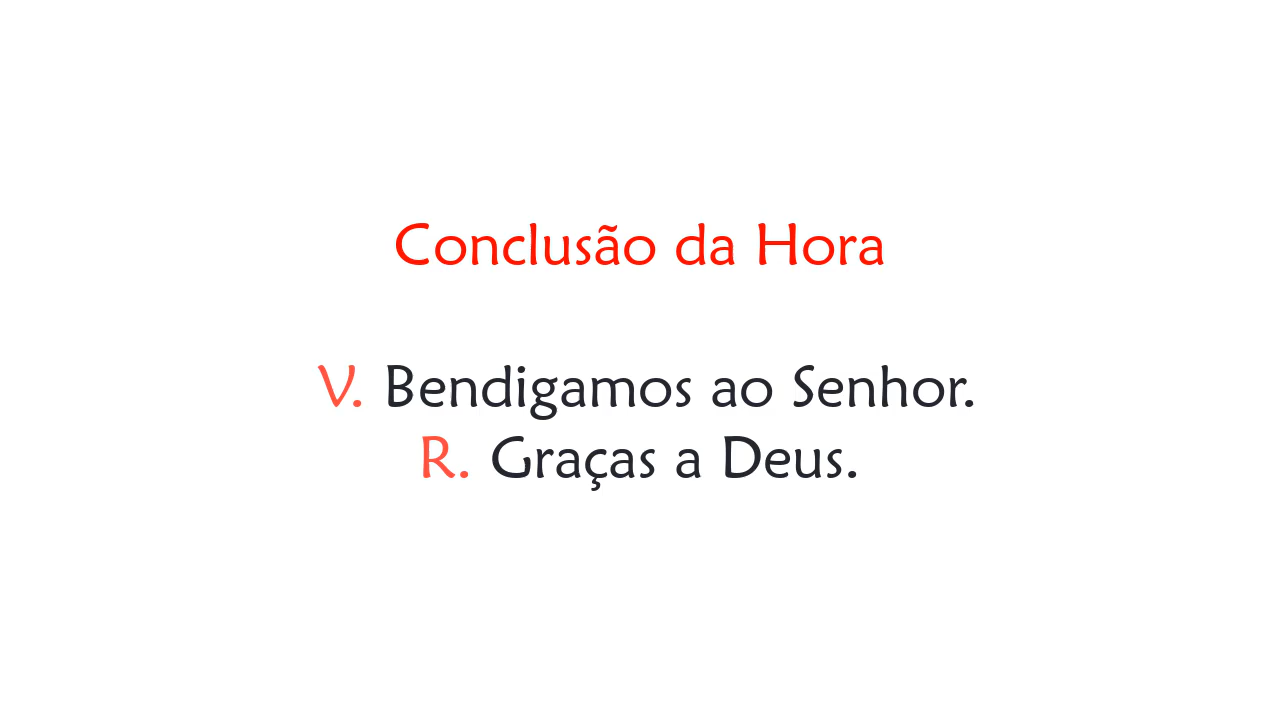 Conclusão da Hora
V. Bendigamos ao Senhor.
R. Graças a Deus.